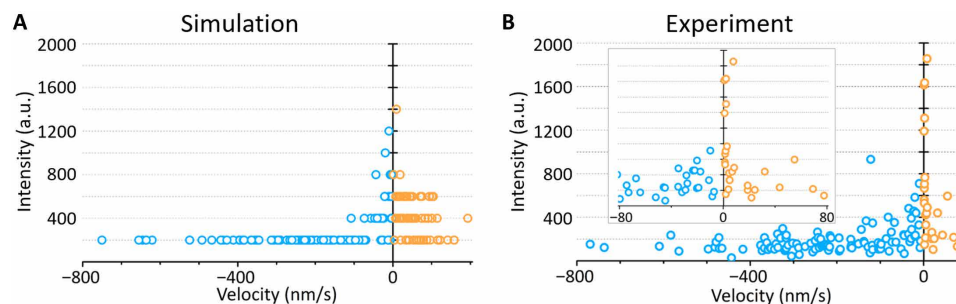 A Simulation
2000
1600
1200
800
400
Intensity (a.u.)
−800 −400 0
Velocity (nm/s)
B Experiment
2000
1600
1200
800
400
Intensity (a.u.)
−80 0 80
−800 −400 0
Velocity (nm/s)